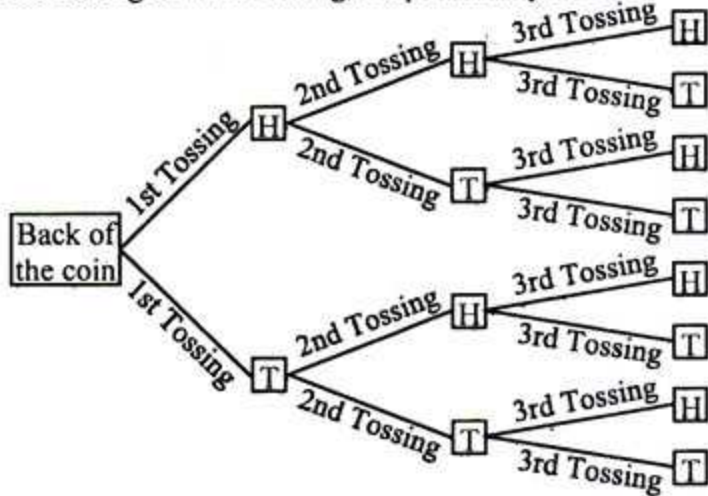 3rd Tossing
H
2nd Tossing
H
3rd Tossing
T
1st Tossing
H
2nd Tossing
T
3rd Tossing
H
3rd Tossing
T
Back of
the coin
1st Tossing
T
2nd Tossing
H
3rd Tossing
H
3rd Tossing
T
2nd Tossing
T
3rd Tossing
H
3rd Tossing
T